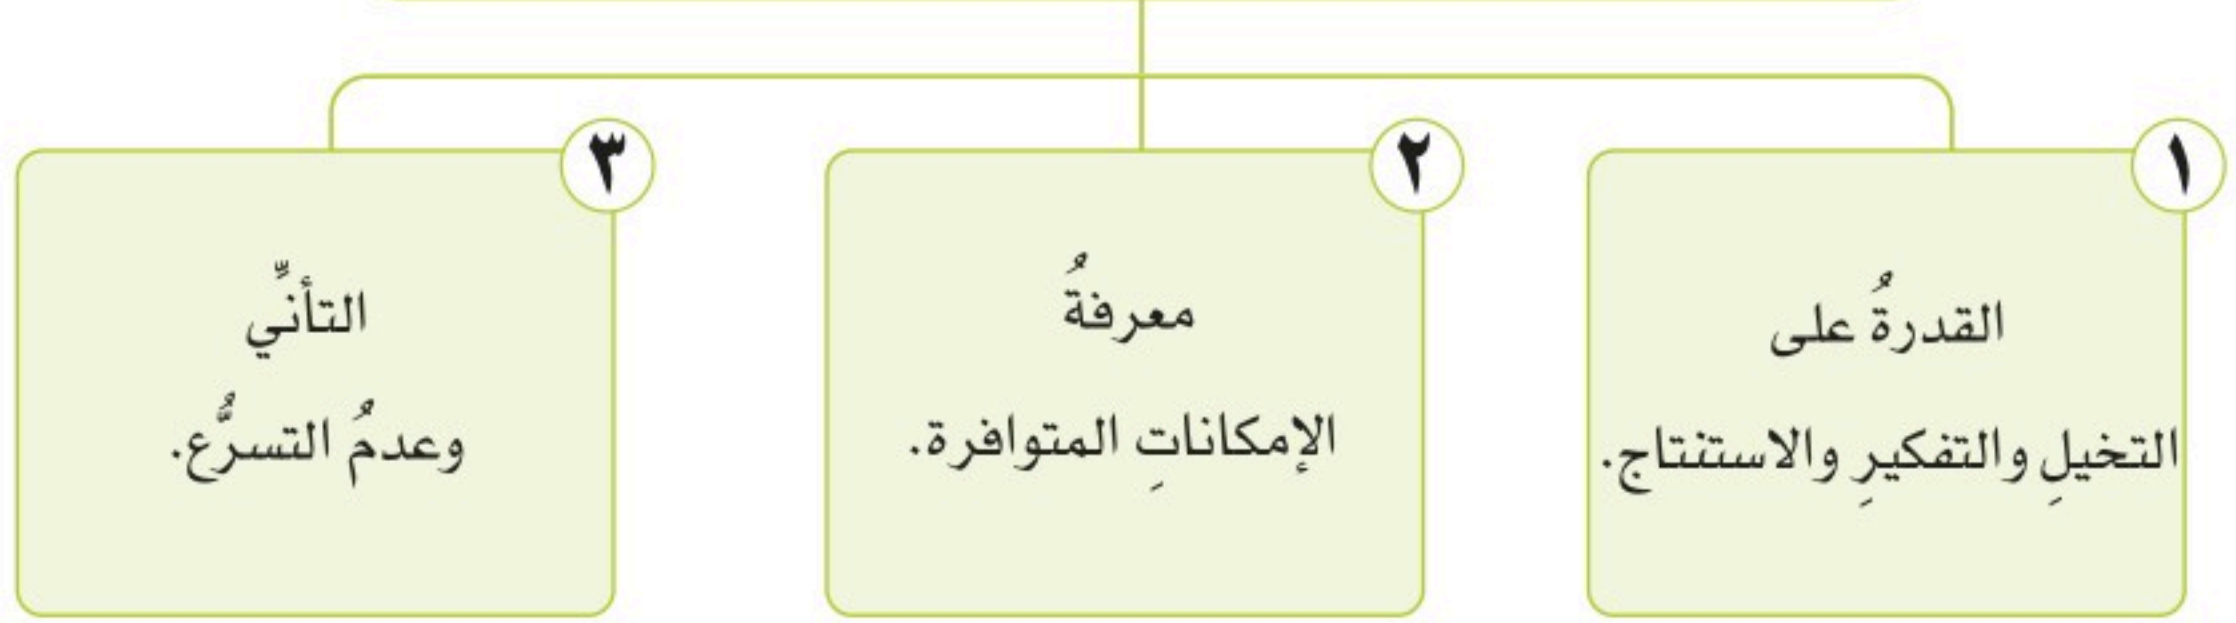 ١
القدرةُ على
التخيلِ والتفكيرِ والاستنتاج.
٢
معرفةُ
الإمكاناتِ المتوافرة.
٣
التأنِّي
وعدمُ التسرُّع.